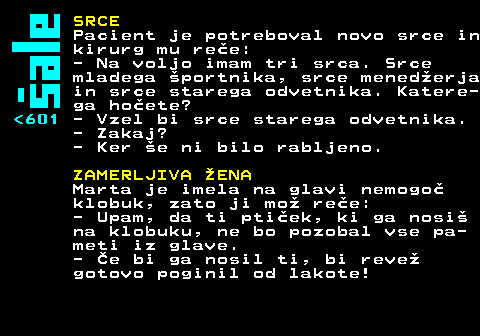 Šale
<601
SRCE
Pacient je potreboval novo srce in
kirurg mu reče:
- Na voljo imam tri srca. Srce
mladega športnika, srce menedžerja
in srce starega odvetnika. Katere-
ga hočete?
- Vzel bi srce starega odvetnika.
- Zakaj?
- Ker še ni bilo rabljeno.
ZAMERLJIVA ŽENA
Marta je imela na glavi nemogoč
klobuk, zato ji mož reče:
- Upam, da ti ptiček, ki ga nosiš
na klobuku, ne bo pozobal vse pa-
meti iz glave.
- Če bi ga nosil ti, bi revež
gotovo poginil od lakote!